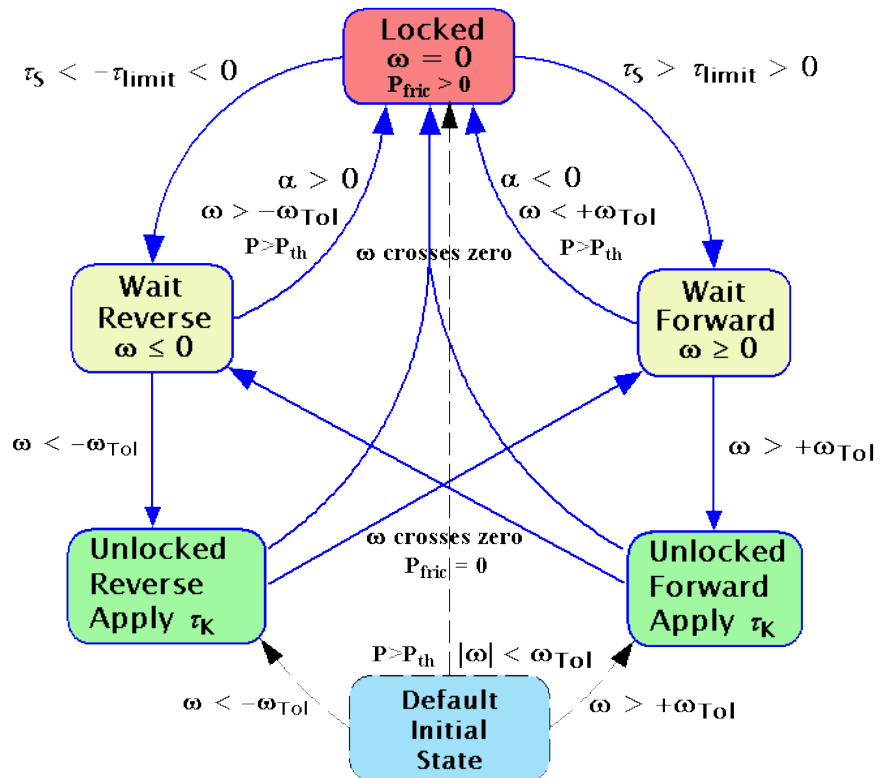 Locked
ω = 0
P_fric > 0
τ_S < −τ_limit < 0
τ_S > τ_limit > 0
α > 0
ω > −ω_Tol
P>P_th
α < 0
ω < +ω_Tol
P>P_th
ω crosses zero
Wait
Reverse
ω ≤ 0
Wait
Forward
ω ≥ 0
ω < −ω_Tol
ω > +ω_Tol
Unlocked
Reverse
Apply τ_K
ω crosses zero
P_fric = 0
Unlocked
Forward
Apply τ_K
P>P_th |ω| < ω_Tol
ω < −ω_Tol
ω > +ω_Tol
Default
Initial
State